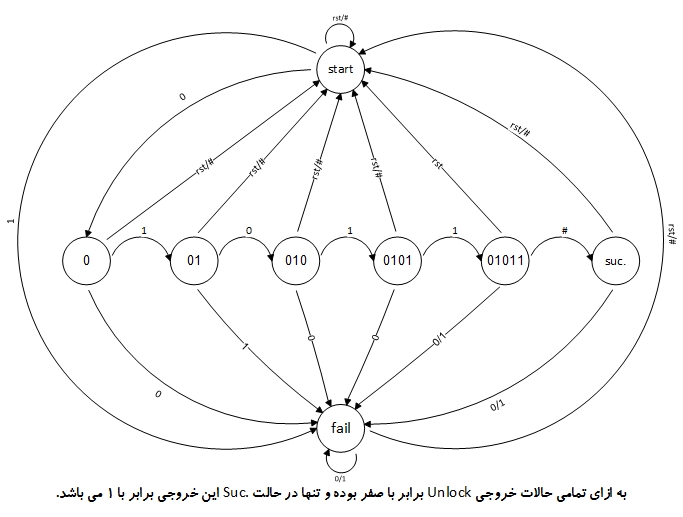 rst/#
start
0
1
rst/#
rst/#
rst/#
rst/#
rst/#
rst
rst/#
0
1
01
0
010
1
0101
1
01011
#
suc.
0
1
0
0
0/1
0/1
fail
0/1
به ازای تمامی حالات خروجی Unlock برابر با صفر بوده و تنها در حالت Suc. این خروجی برابر با ۱ می باشد.